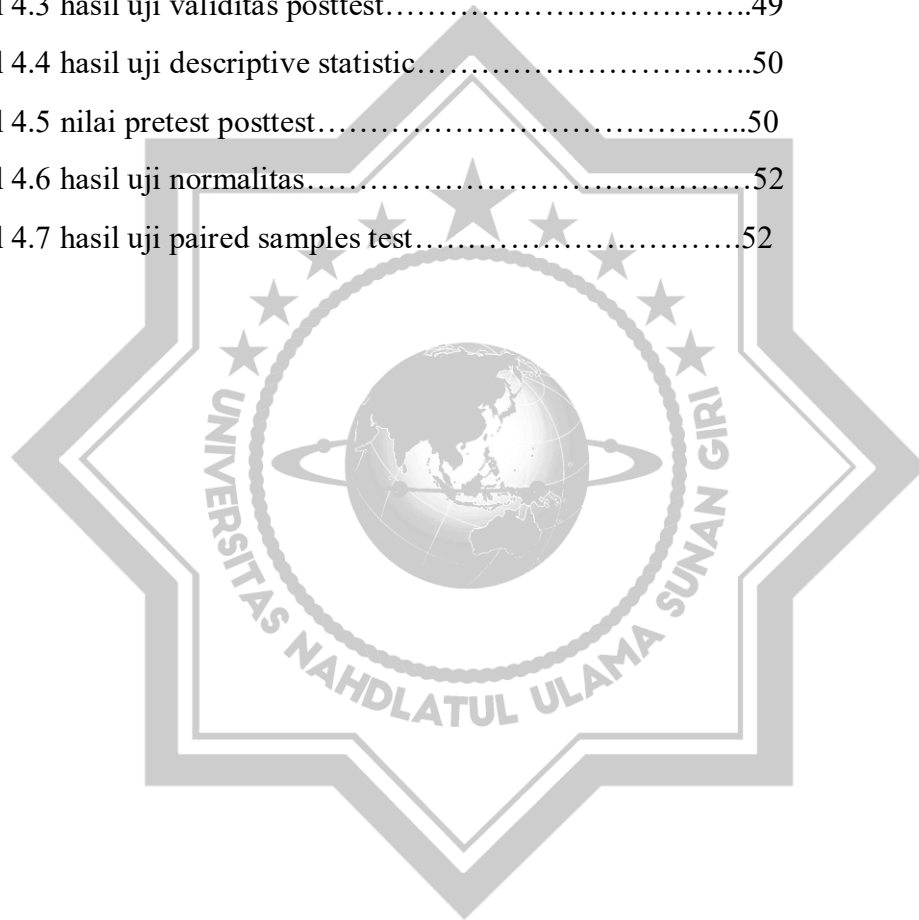 l 4.3 hasil uji validitas posttest…………………………………..49
l 4.4 hasil uji descriptive statistic………………………………..50
l 4.5 nilai pretest posttest…………………………………………..50
l 4.6 hasil uji normalitas……………………………………………52
l 4.7 hasil uji paired samples test……………………………….52
UNIVERSITAS NAHDLATUL ULAMA SUNAN GIRI